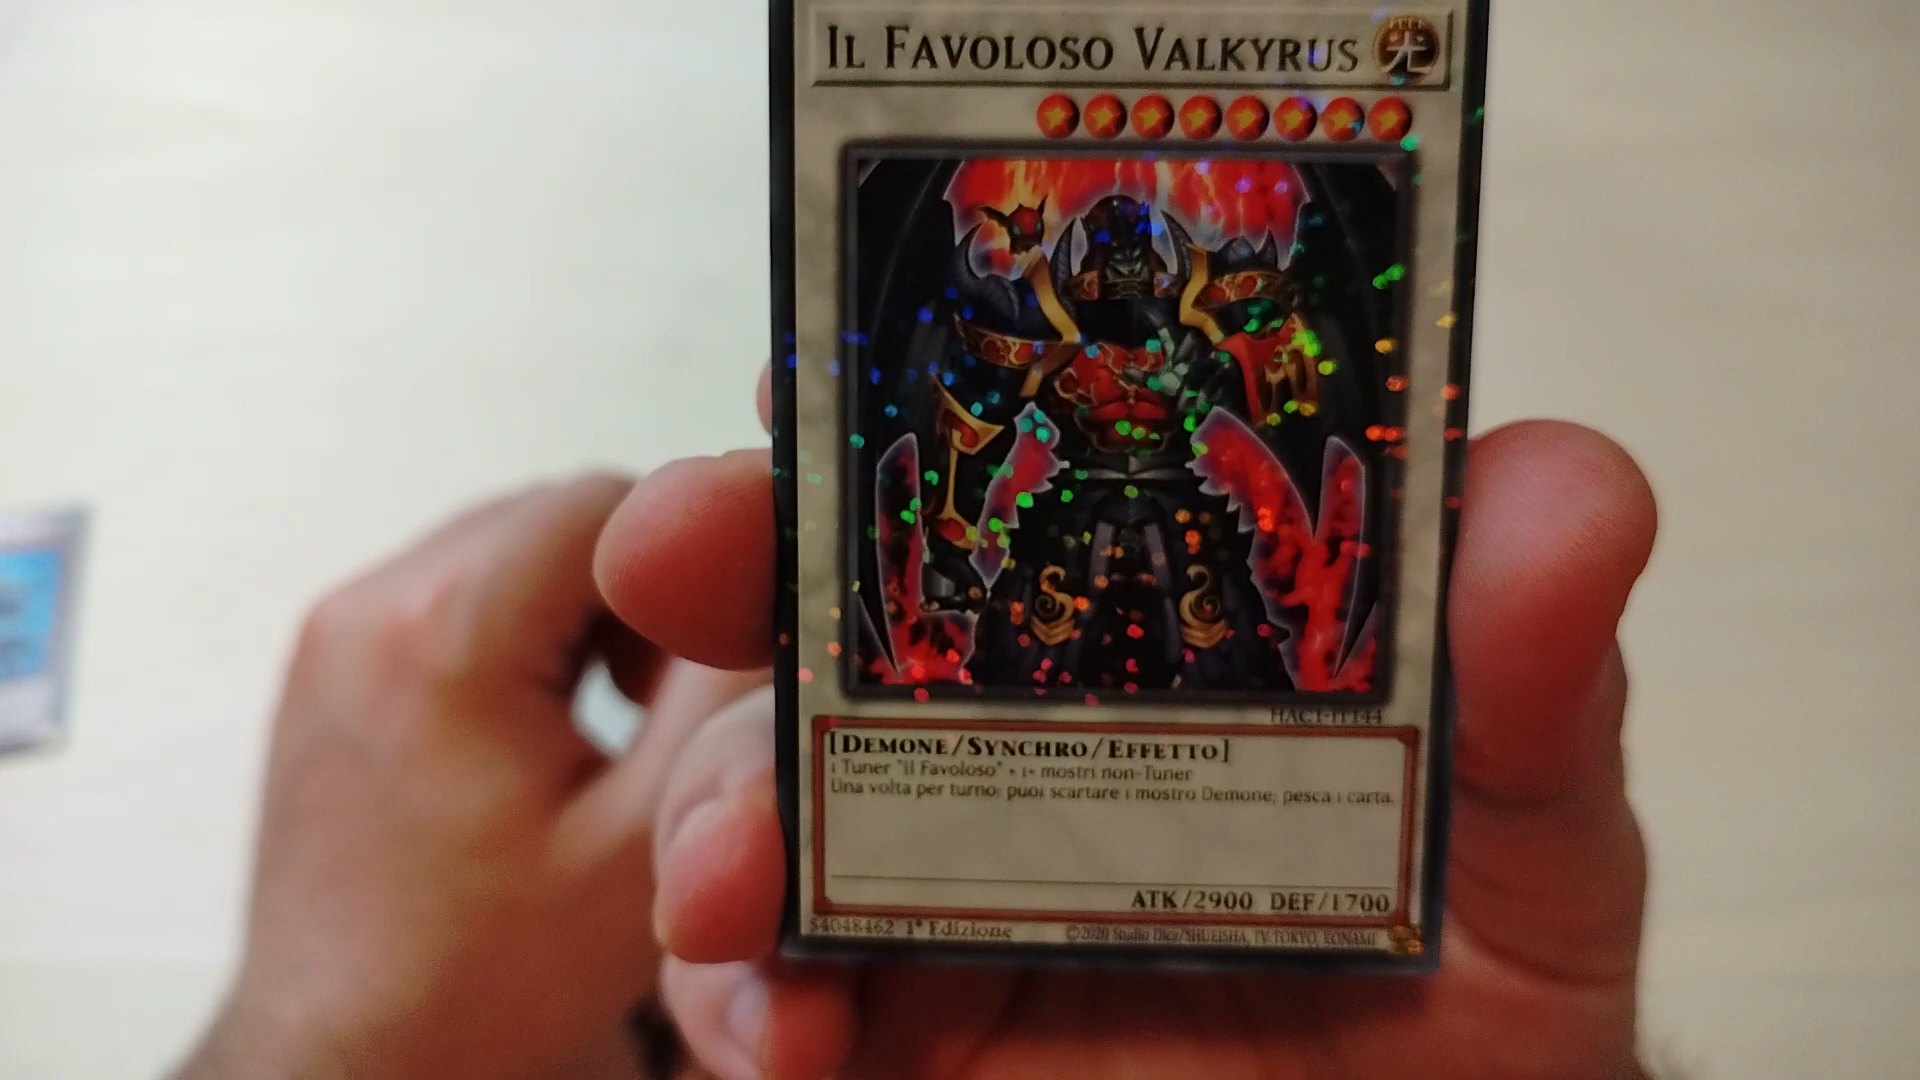 IL FAVOLOSO VALKYRUS
光
HAC1-IT144
[DEMONE/SYNCHRO/EFFETTO]
1 Tuner "Il Favoloso" + 1+ mostri non-Tuner
Una volta per turno: puoi scartare 1 mostro Demone; pesca 1 carta.
ATK/2900 DEF/1700
54048462 1ª Edizione ©2020 Studio Dice/SHUEISHA, TV TOKYO, KONAMI